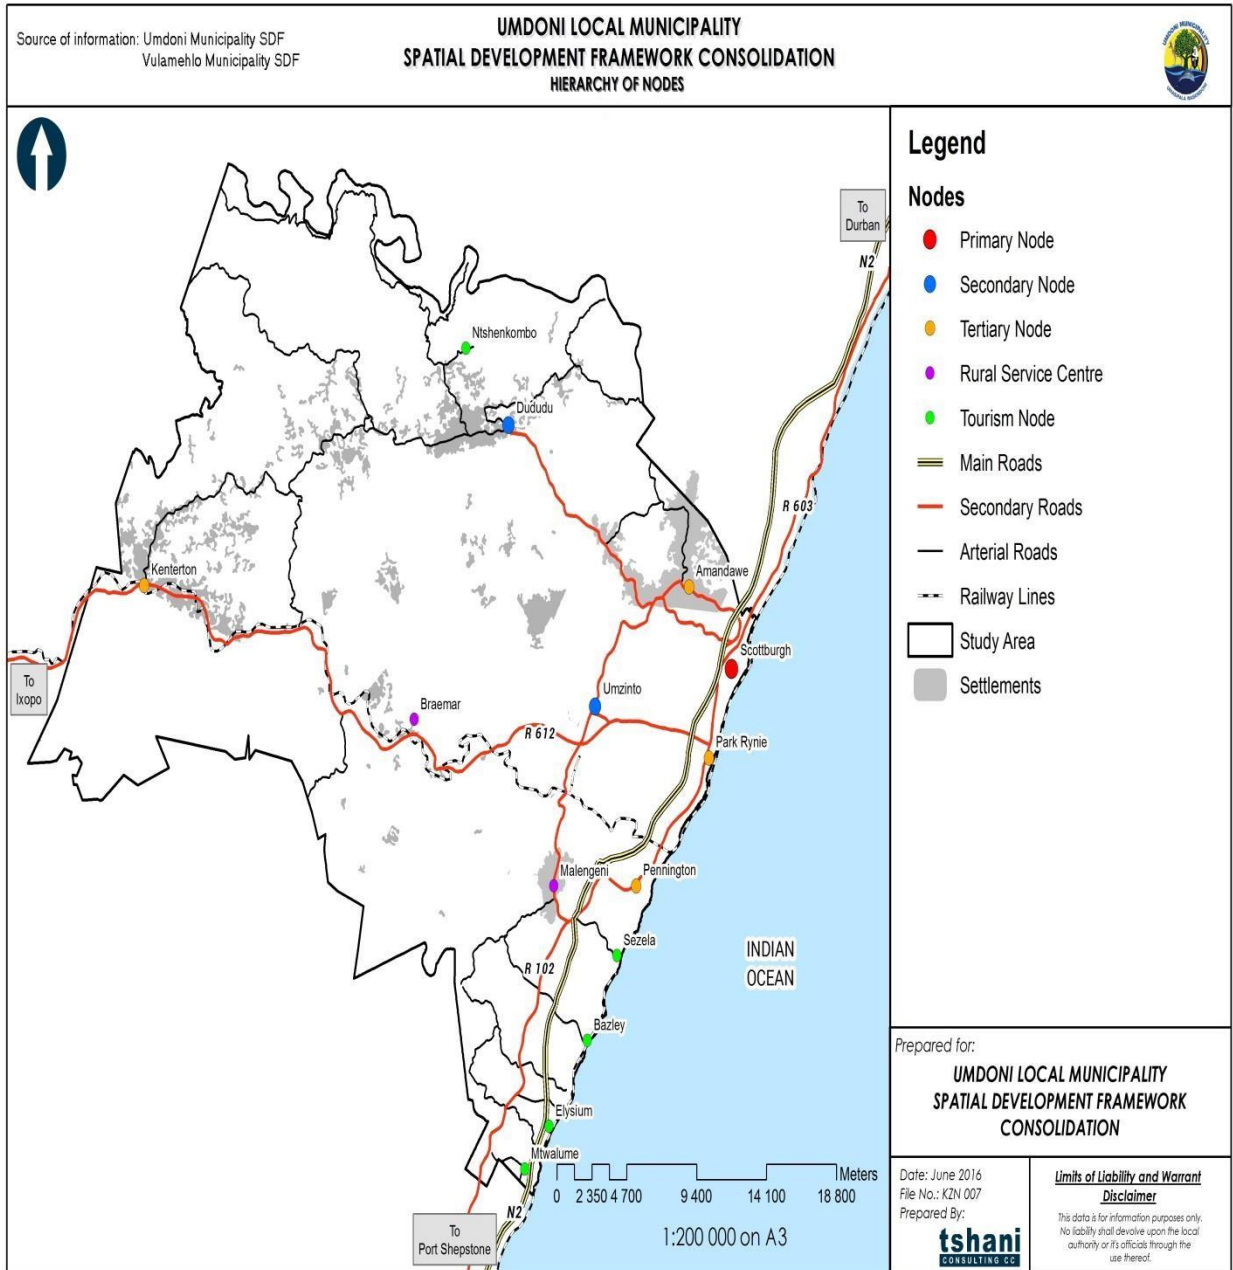 Source of information: Umdoni Municipality SDF
Vulamehlo Municipality SDF
UMDONI LOCAL MUNICIPALITY
SPATIAL DEVELOPMENT FRAMEWORK CONSOLIDATION
HIERARCHY OF NODES
To
Durban
N2
Ntshenkombo
Dududu
R 603
Kenterton
Amandawe
Scottburgh
To
Ixopo
Umzinto
Braemar
R 612
Park Rynie
Malengeni
Pennington
Sezela
INDIAN
OCEAN
R 102
Bazley
Elysium
Mtwalume
Meters
0 2 350 4 700 9 400 14 100 18 800
N2
To
Port Shepstone
1:200 000 on A3
Legend
Nodes
Primary Node
Secondary Node
Tertiary Node
Rural Service Centre
Tourism Node
Main Roads
Secondary Roads
Arterial Roads
Railway Lines
Study Area
Settlements
Prepared for:
UMDONI LOCAL MUNICIPALITY
SPATIAL DEVELOPMENT FRAMEWORK
CONSOLIDATION
Date: June 2016
File No.: KZN 007
Prepared By:
tshani
CONSULTING CC
Limits of Liability and Warrant
Disclaimer
This data is for information purposes only.
No liability shall devolve upon the local
authority or it's officials through the
use thereof.